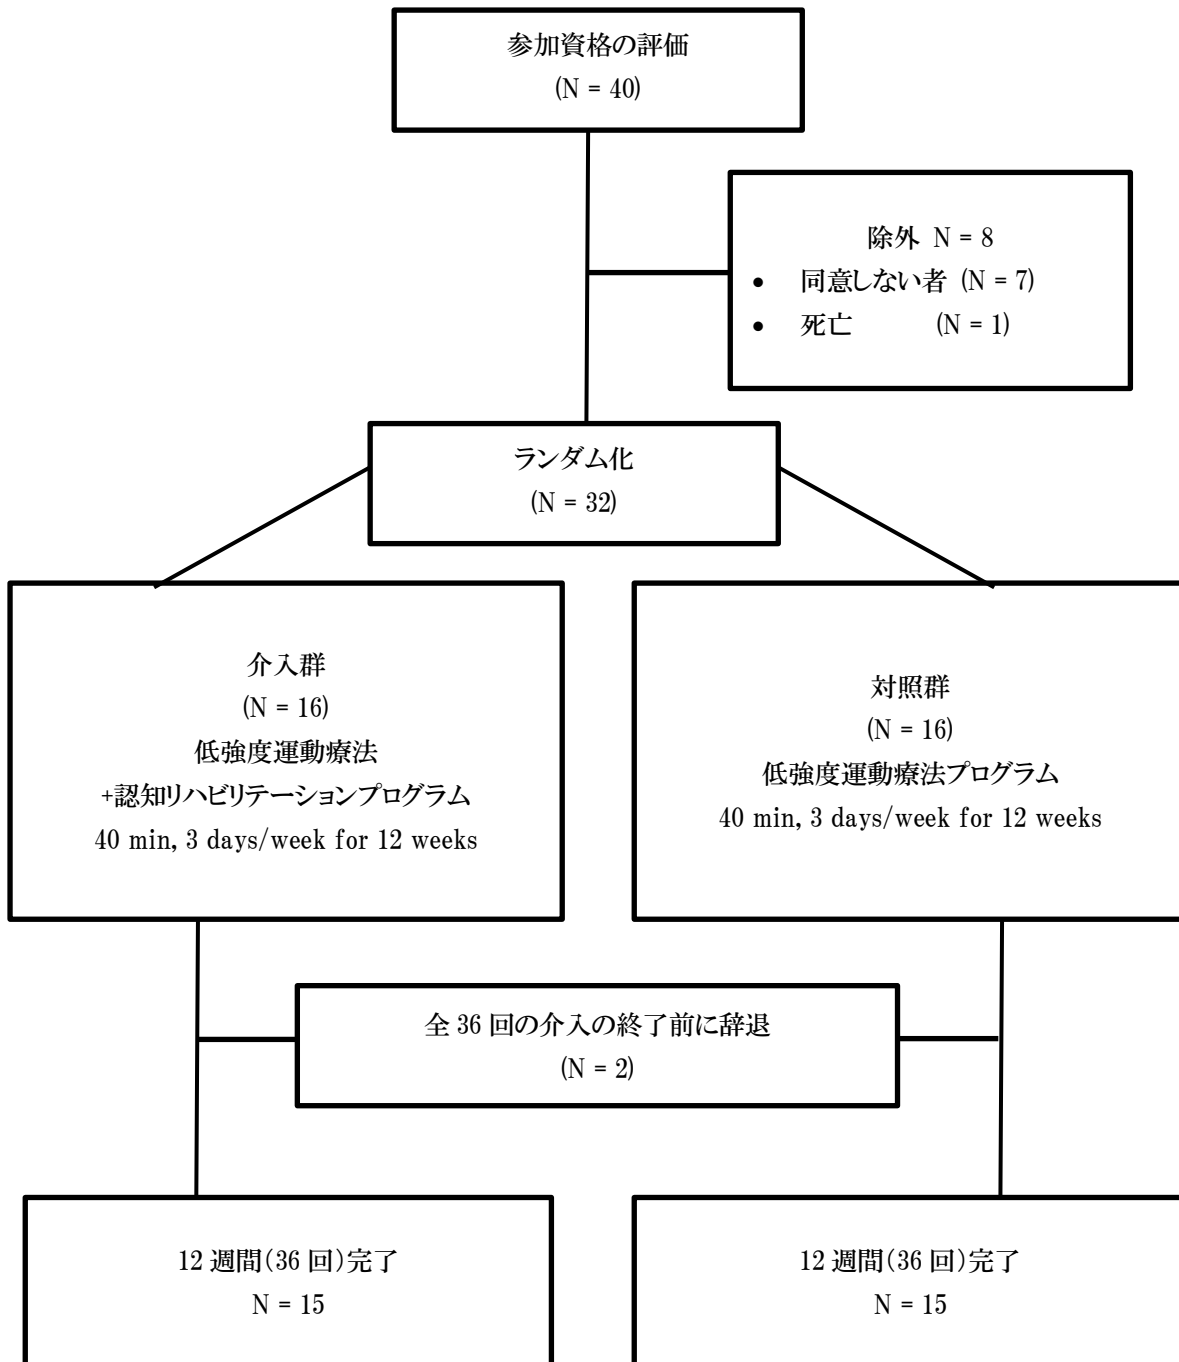 参加資格の評価
(N = 40)
除外 N = 8
• 同意しない者 (N = 7)
• 死亡 (N = 1)
ランダム化
(N = 32)
介入群
(N = 16)
低強度運動療法
+認知リハビリテーションプログラム
40 min, 3 days/week for 12 weeks
対照群
(N = 16)
低強度運動療法プログラム
40 min, 3 days/week for 12 weeks
全 36 回の介入の終了前に辞退
(N = 2)
12 週間(36 回)完了
N = 15
12 週間(36 回)完了
N = 15